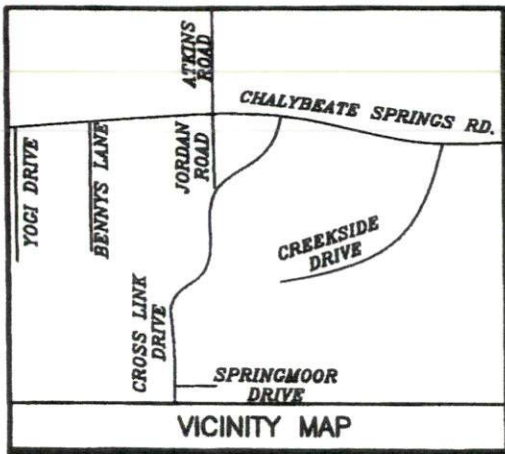 ATKINS
ROAD
CHALYBEATE SPRINGS RD.
YOGI DRIVE
BENNYS LANE
JORDAN
ROAD
CREEKSIDE
DRIVE
CROSS LINK
DRIVE
SPRINGMOOR
DRIVE
VICINITY MAP